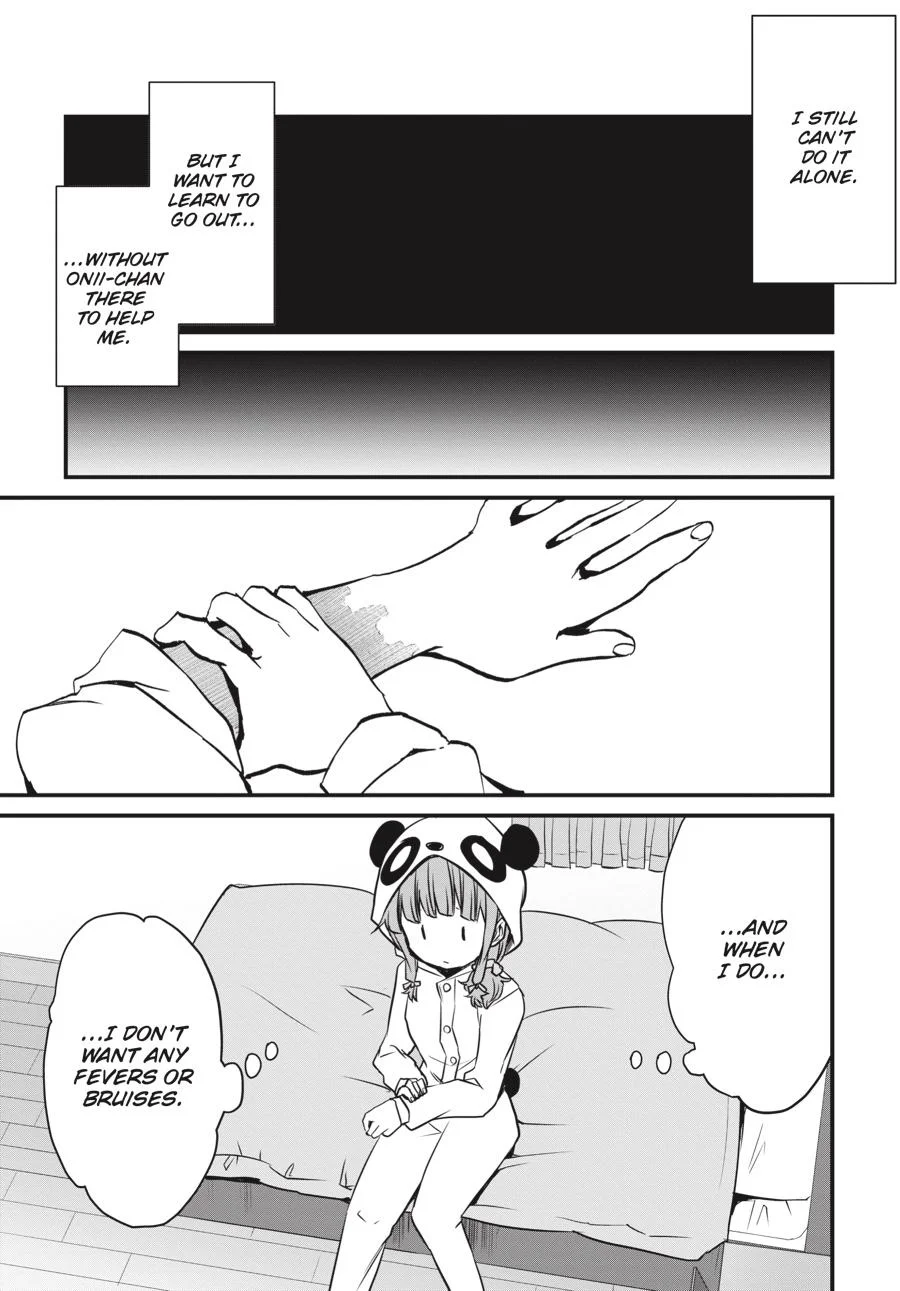 I STILL
CAN'T
DO IT
ALONE.
BUT I
WANT TO
LEARN TO
GO OUT...
...WITHOUT
ONII-CHAN
THERE
TO HELP
ME.
...AND
WHEN
I DO...
...I DON'T
WANT ANY
FEVERS OR
BRUISES.